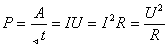 P = A/◁t = IU = I²R = U²/R